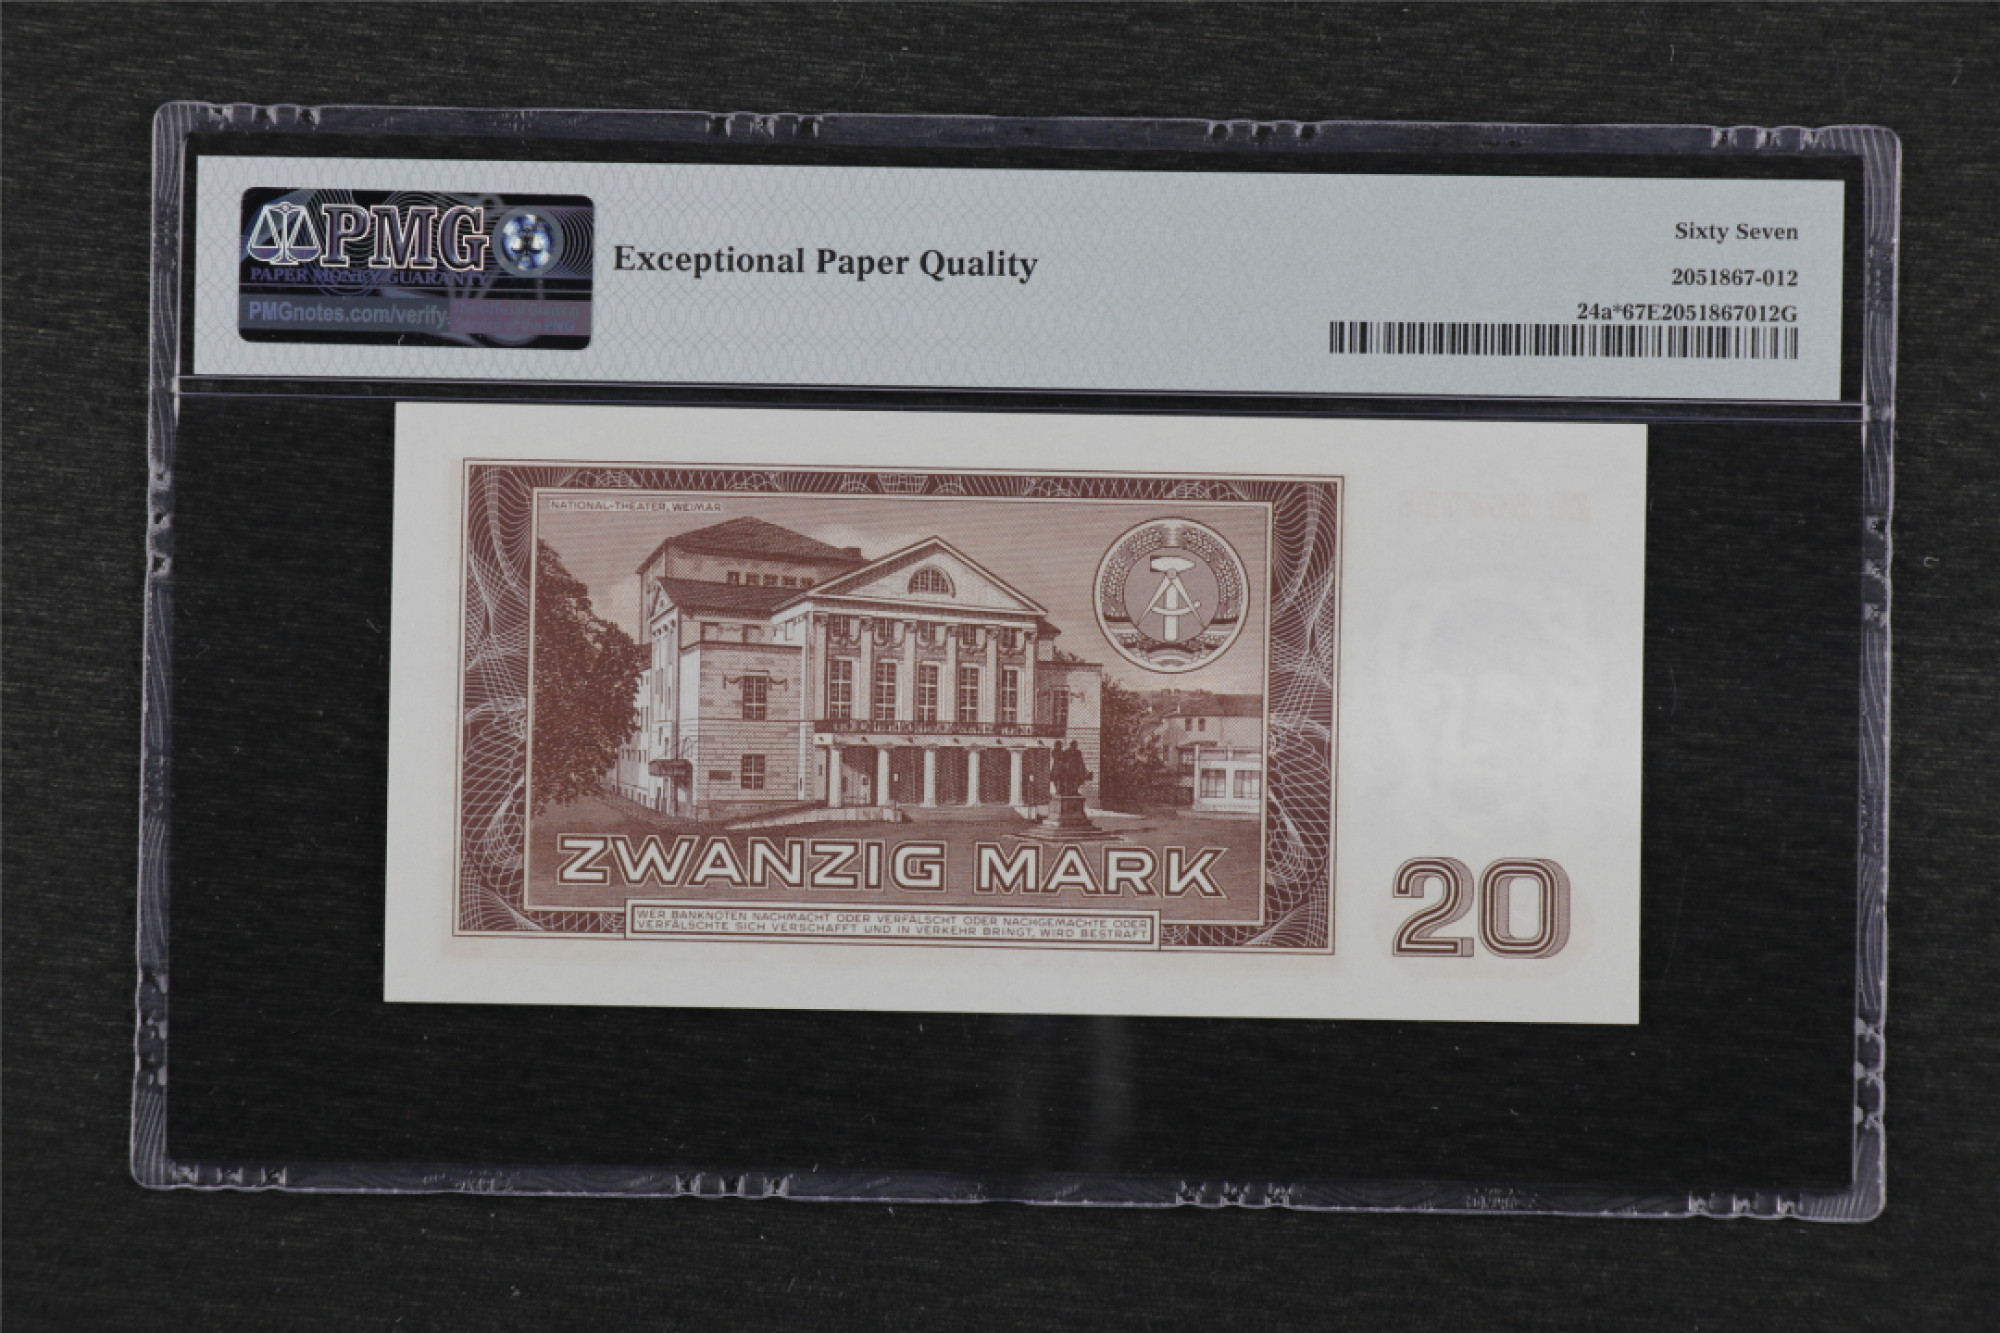 PMG
PAPER MONEY GUARANTY
PMGnotes.com/verify
Exceptional Paper Quality
Sixty Seven
2051867-012
24a*67E2051867012G
NATIONAL-THEATER, WEIMAR
ZWANZIG MARK
WER BANKNOTEN NACHMACHT ODER VERFÄLSCHT ODER NACHGEMACHTE ODER
VERFÄLSCHTE SICH VERSCHAFFT UND IN VERKEHR BRINGT, WIRD BESTRAFT
20